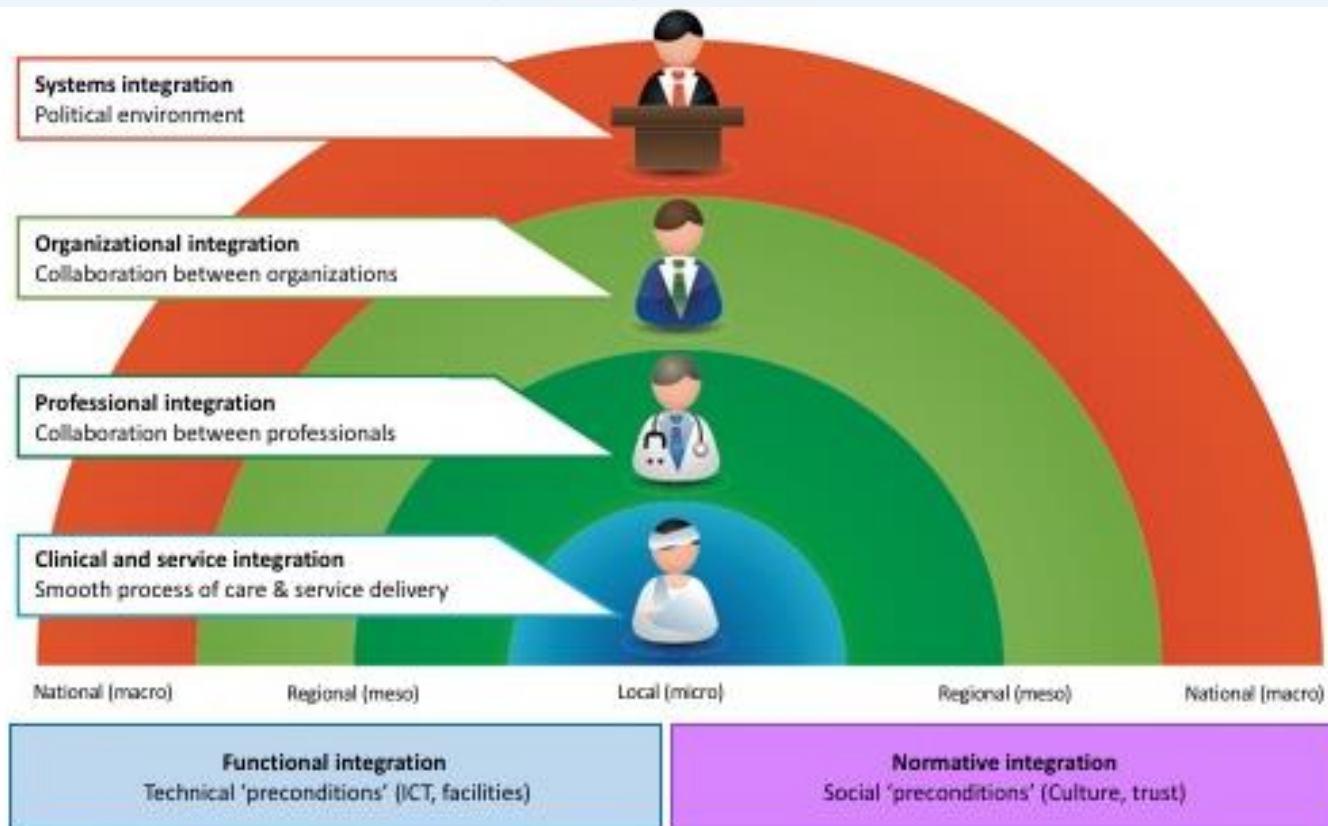 Systems integration
Political environment
Organizational integration
Collaboration between organizations
Professional integration
Collaboration between professionals
Clinical and service integration
Smooth process of care & service delivery
National (macro)
Regional (meso)
Local (micro)
Regional (meso)
National (macro)
Functional integration
Technical ‘preconditions’ (ICT, facilities)
Normative integration
Social ‘preconditions’ (Culture, trust)